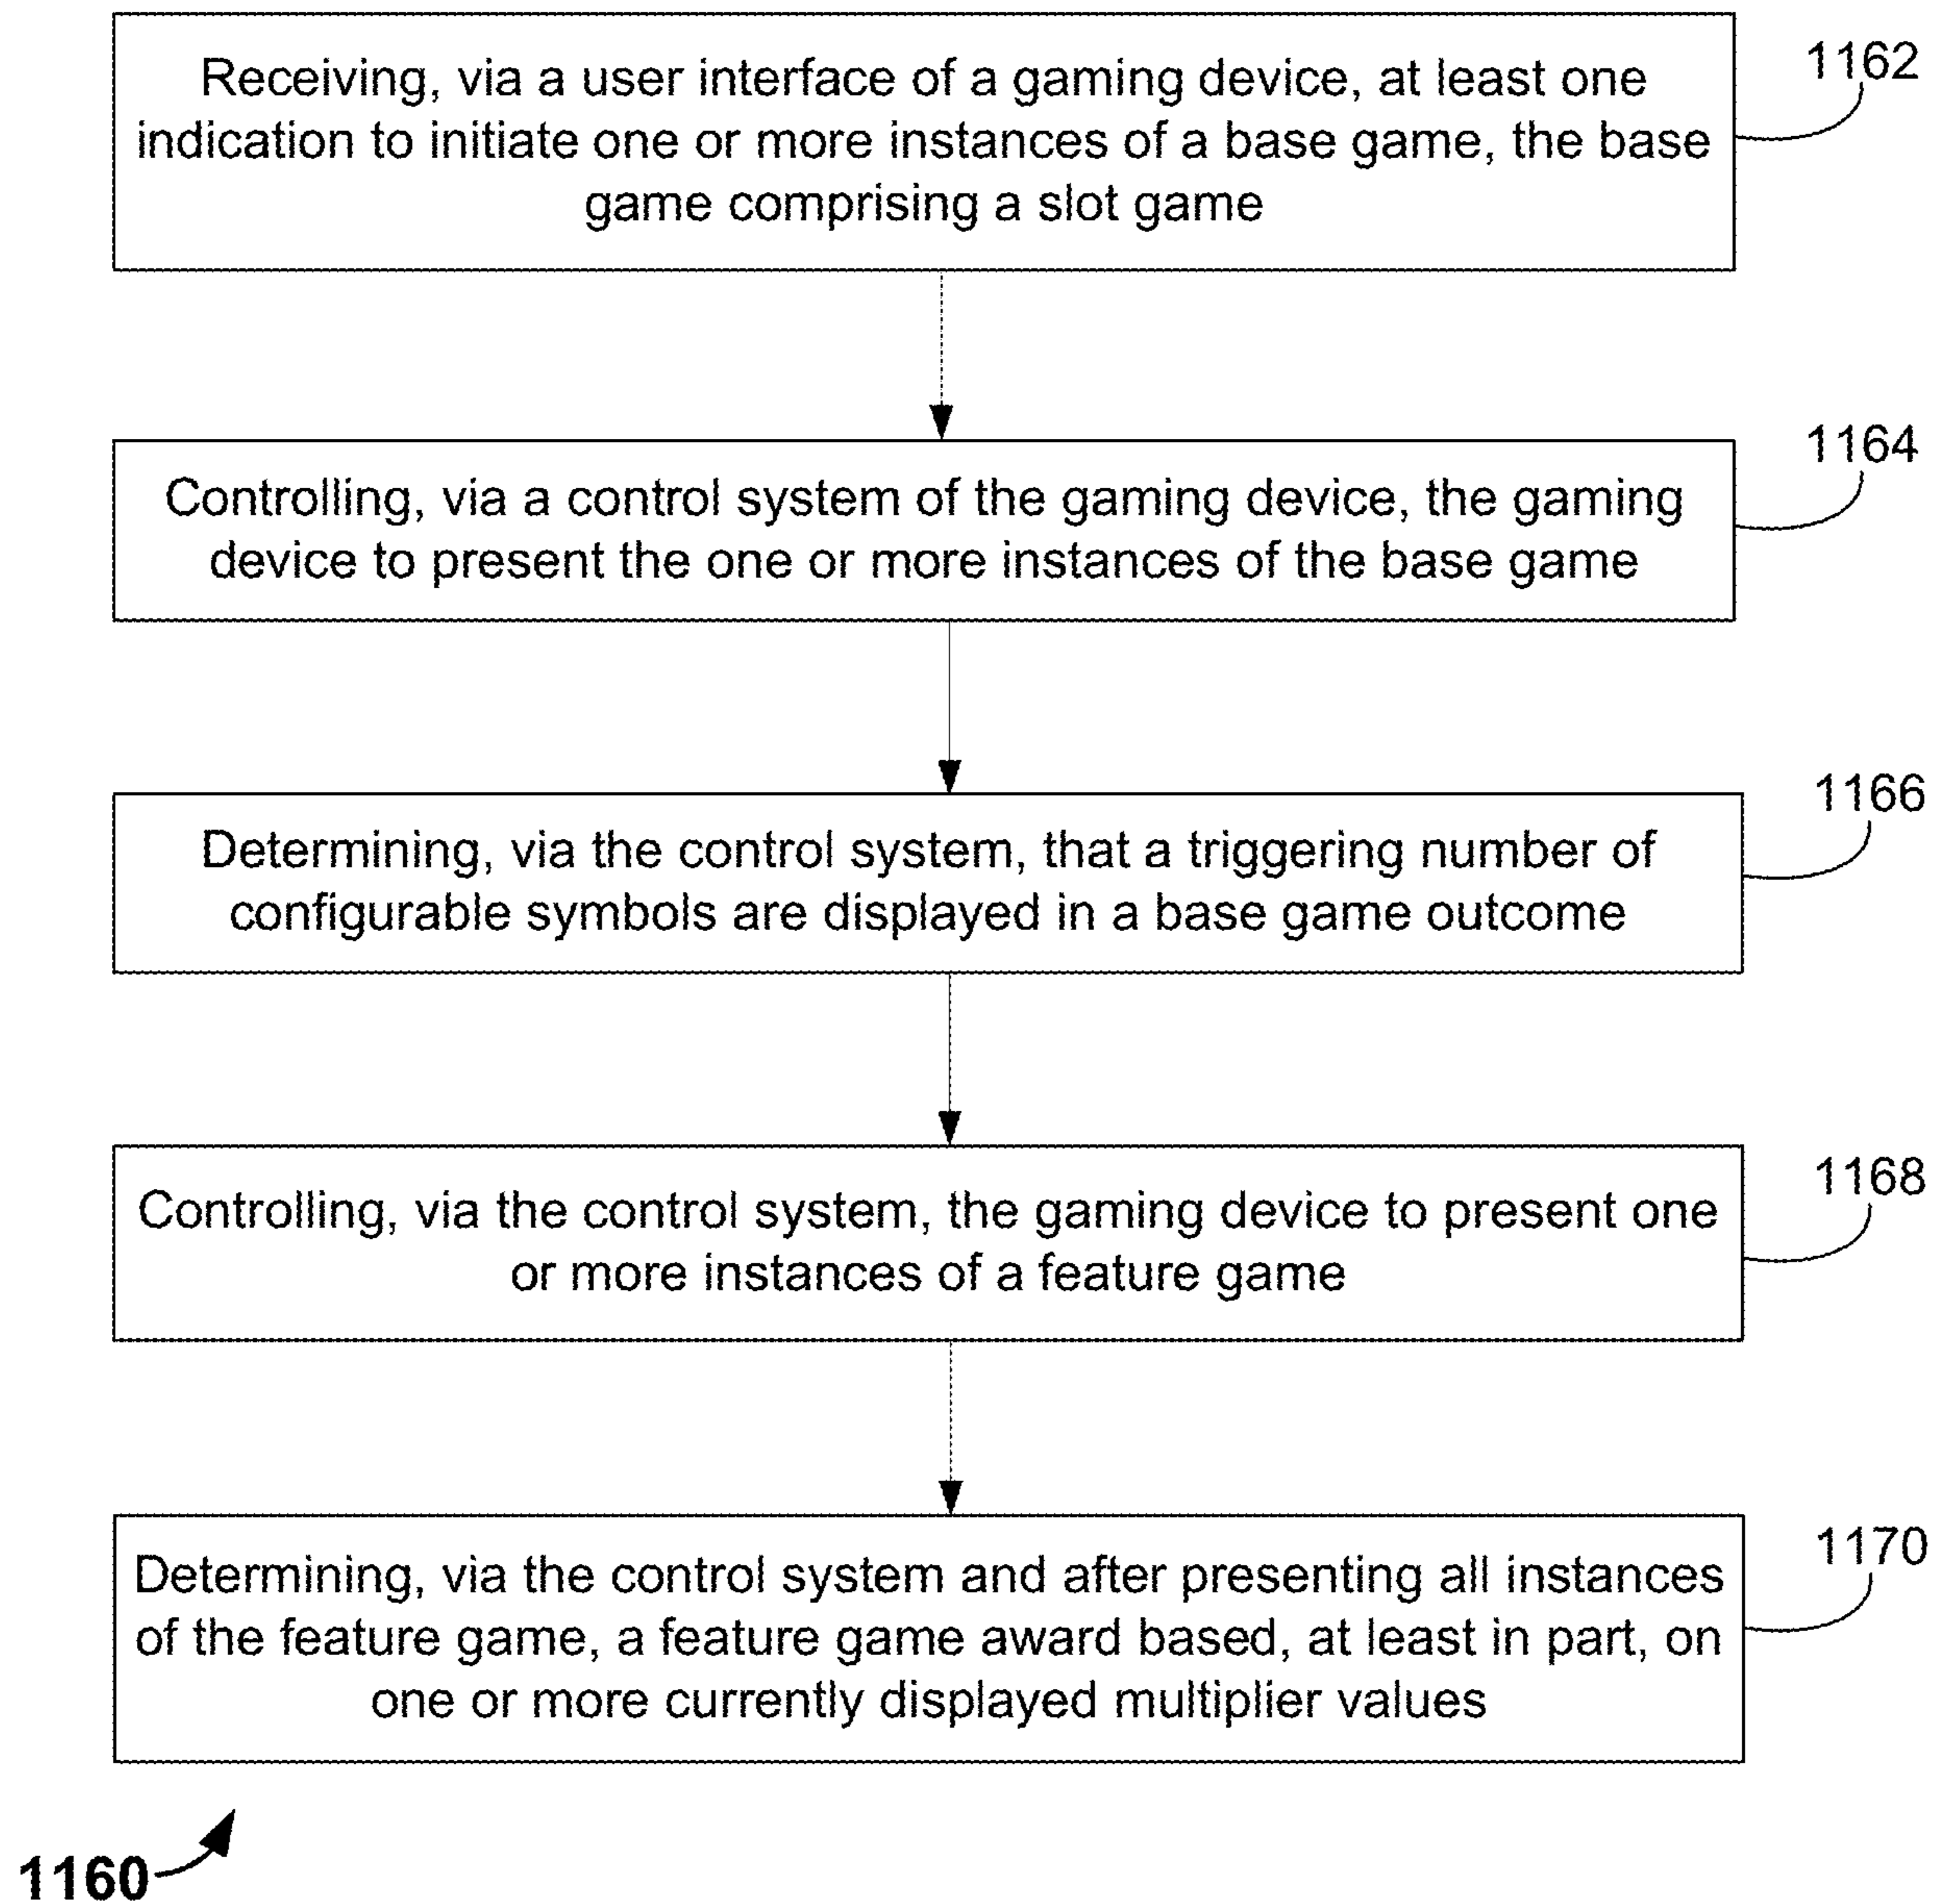 Receiving, via a user interface of a gaming device, at least one
indication to initiate one or more instances of a base game, the base
game comprising a slot game
1162
Controlling, via a control system of the gaming device, the gaming
device to present the one or more instances of the base game
1164
Determining, via the control system, that a triggering number of
configurable symbols are displayed in a base game outcome
1166
Controlling, via the control system, the gaming device to present one
or more instances of a feature game
1168
Determining, via the control system and after presenting all instances
of the feature game, a feature game award based, at least in part, on
one or more currently displayed multiplier values
1170
1160